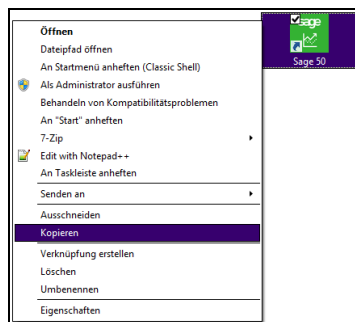 Öffnen
Dateipfad öffnen
An Startmenü anheften (Classic Shell)
Als Administrator ausführen
Behandeln von Kompatibilitätsproblemen
An "Start" anheften
7-Zip
Edit with Notepad++
An Taskleiste anheften
Senden an
Ausschneiden
Kopieren
Verknüpfung erstellen
Löschen
Umbenennen
Eigenschaften
sage
Sage 50